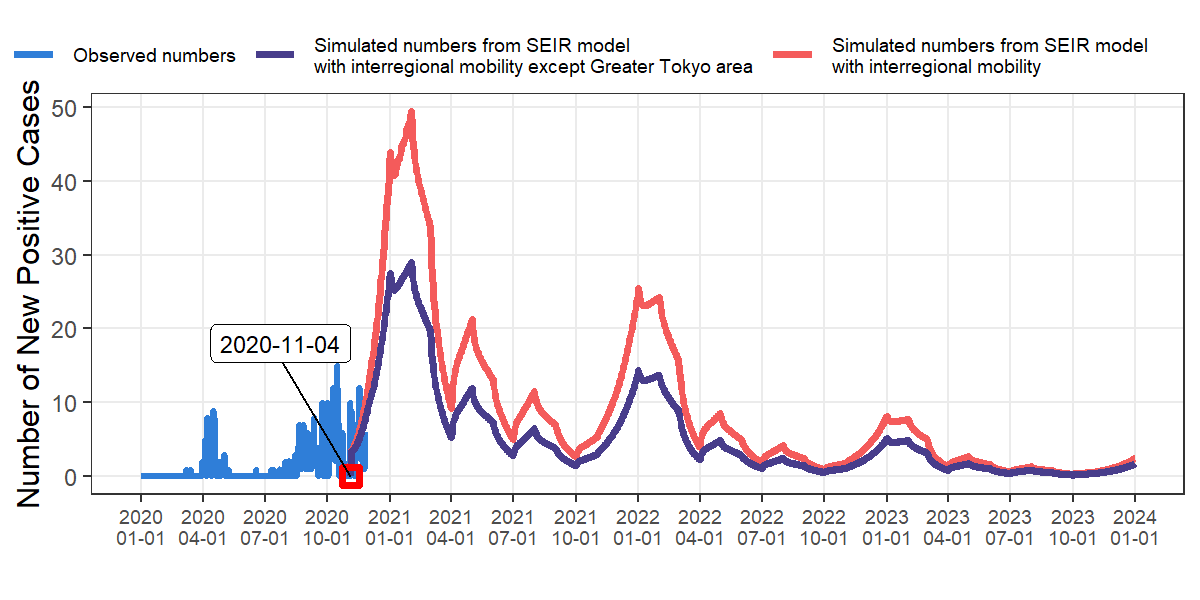 Observed numbers
Simulated numbers from SEIR model
with interregional mobility except Greater Tokyo area
Simulated numbers from SEIR model
with interregional mobility
Number of New Positive Cases
50
40
30
20
10
0
2020-11-04
2020 2020 2020 2020 2021 2021 2021 2021 2022 2022 2022 2022 2023 2023 2023 2023 2024
01-01 04-01 07-01 10-01 01-01 04-01 07-01 10-01 01-01 04-01 07-01 10-01 01-01 04-01 07-01 10-01 01-01